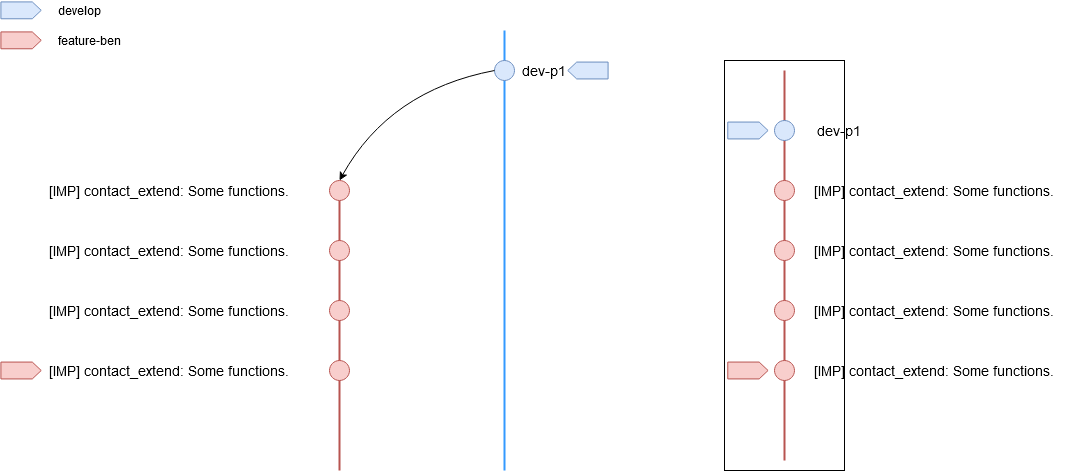 develop
feature-ben
dev-p1
dev-p1
[IMP] contact_extend: Some functions.
[IMP] contact_extend: Some functions.
[IMP] contact_extend: Some functions.
[IMP] contact_extend: Some functions.
[IMP] contact_extend: Some functions.
[IMP] contact_extend: Some functions.
[IMP] contact_extend: Some functions.
[IMP] contact_extend: Some functions.